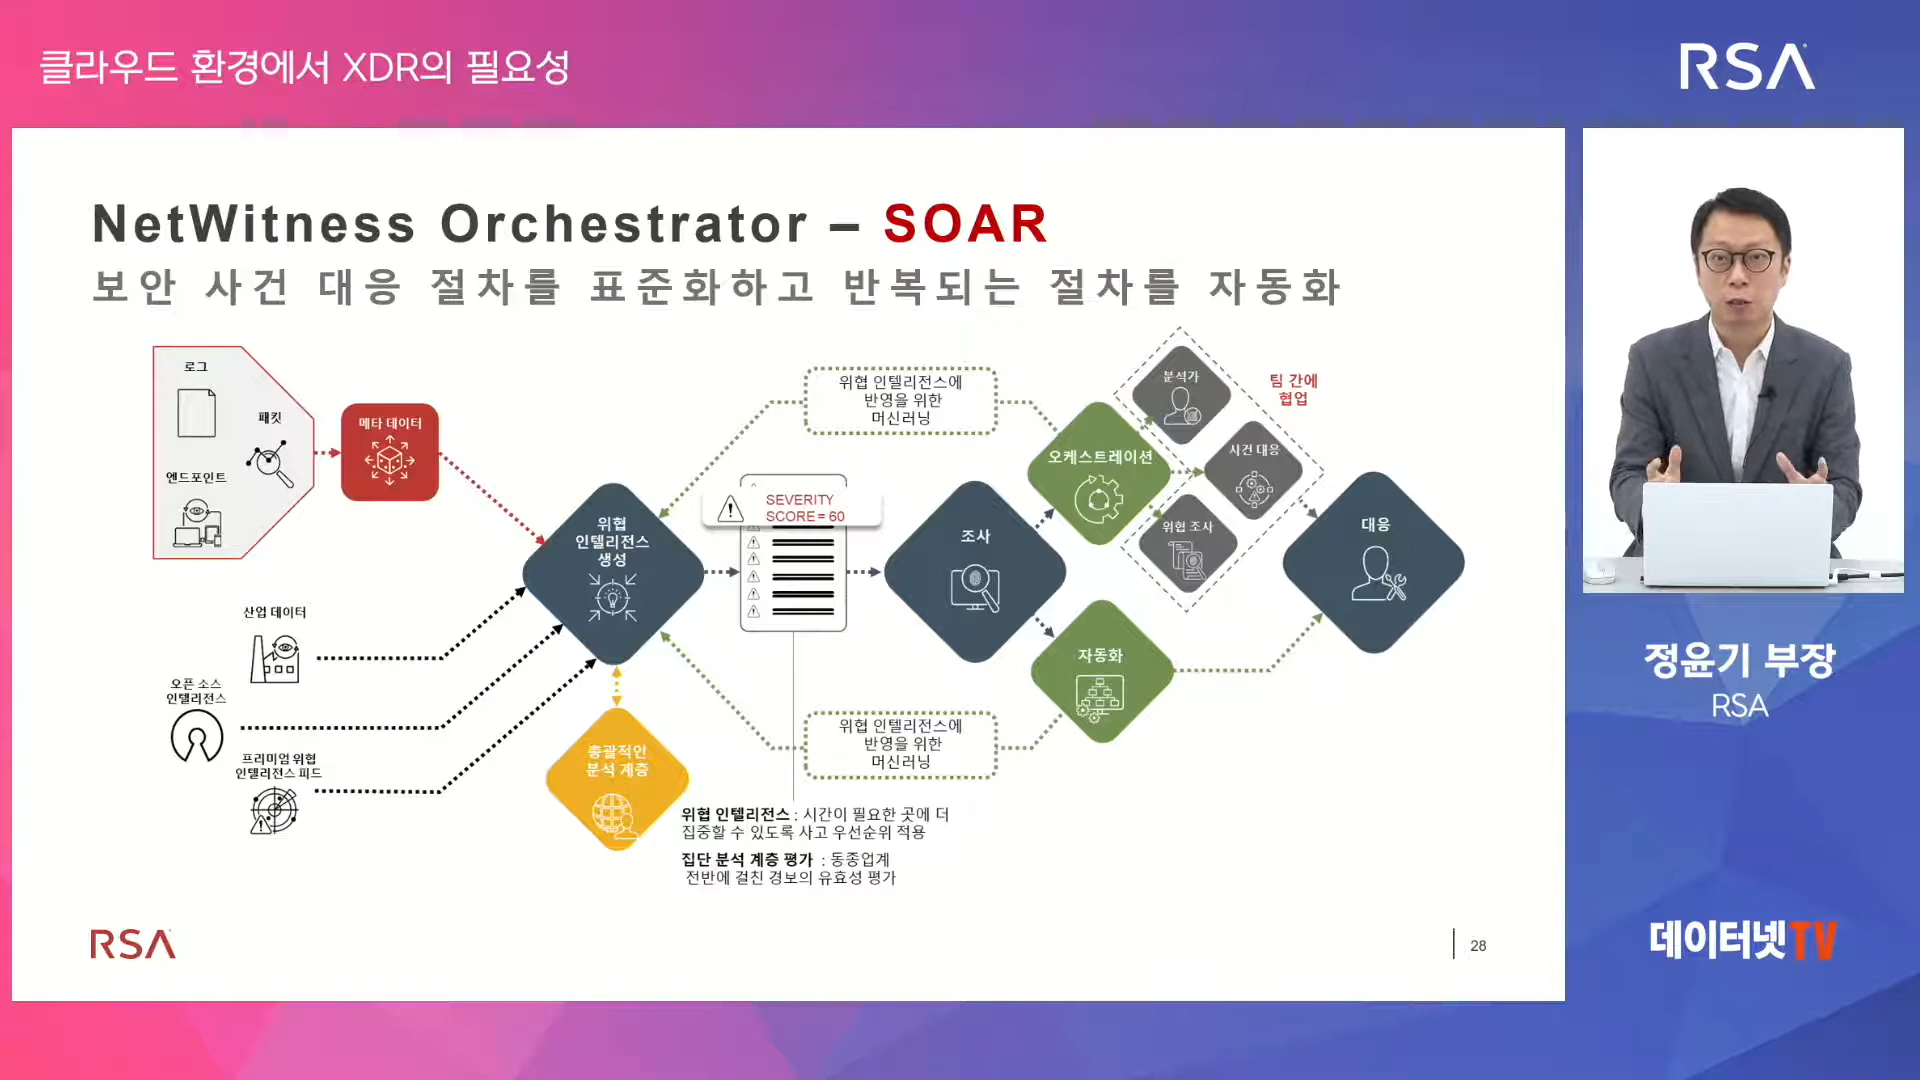 클라우드 환경에서 XDR의 필요성
RSA
NetWitness Orchestrator – SOAR
보안 사건 대응 절차를 표준화하고 반복되는 절차를 자동화
로그
패킷
엔드포인트
메타 데이터
산업 데이터
오픈 소스
인텔리전스
프리미엄 위협
인텔리전스 피드
위협
인텔리전스
생성
총괄적안
분석 계층
위협 인텔리전스에
반영을 위한
머신러닝
SEVERITY
SCORE = 60
조사
오케스트레이션
자동화
위협 인텔리전스에
반영을 위한
머신러닝
분석가
사건 대응
위협 조사
팀 간에
협업
대응
위협 인텔리전스 : 시간이 필요한 곳에 더
집중할 수 있도록 사고 우선순위 적용
집단 분석 계층 평가 : 동종업계
전반에 걸친 경보의 유효성 평가
RSA
28
정윤기 부장
RSA
데이터넷TV